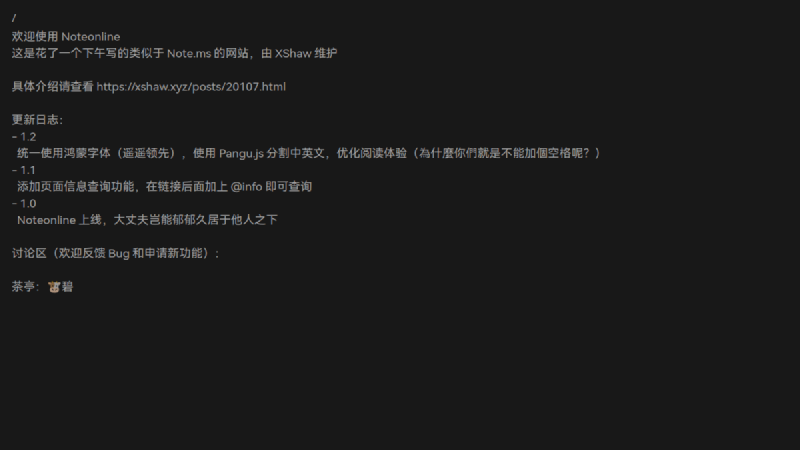 /
欢迎使用 Noteonline
这是花了一个下午写的类似于 Note.ms 的网站，由 XShaw 维护
具体介绍请查看 https://xshaw.xyz/posts/20107.html
更新日志：
- 1.2
统一使用鸿蒙字体（遥遥领先），使用 Pangu.js 分割中英文，优化阅读体验（為什麼你們就是不能加個空格呢？）
- 1.1
添加页面信息查询功能，在链接后面加上 @info 即可查询
- 1.0
Noteonline 上线，大丈夫岂能郁郁久居于他人之下
讨论区（欢迎反馈 Bug 和申请新功能）：
茶亭：🐮碧